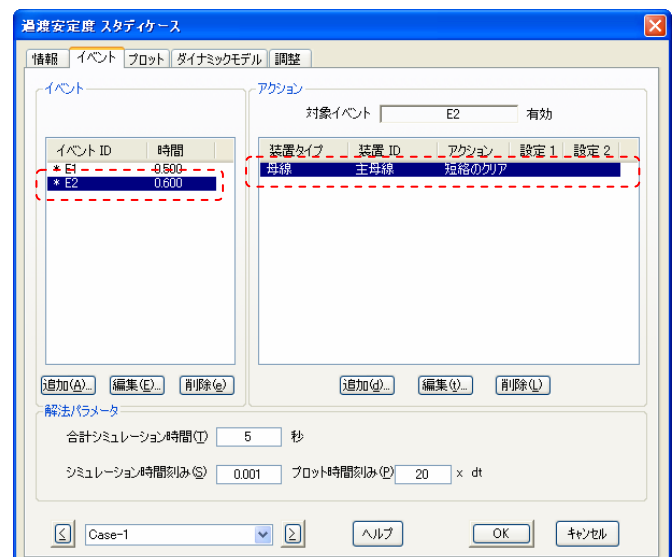 過渡安定度 スタディケース
情報 イベント プロット ダイナミックモデル 調整
イベント
イベント ID 時間
* E1 0.500
* E2 0.600
追加(A)... 編集(E)... 削除(e)
アクション
対象イベント E2 有効
装置タイプ 装置 ID アクション 設定 1 設定 2
母線 主母線 短絡のクリア
追加(d)... 編集(t)... 削除(L)
解法パラメータ
合計シミュレーション時間(T) 5 秒
シミュレーション時間刻み(S) 0.001 プロット時間刻み(P) 20 x dt
Case-1 ヘルプ OK キャンセル